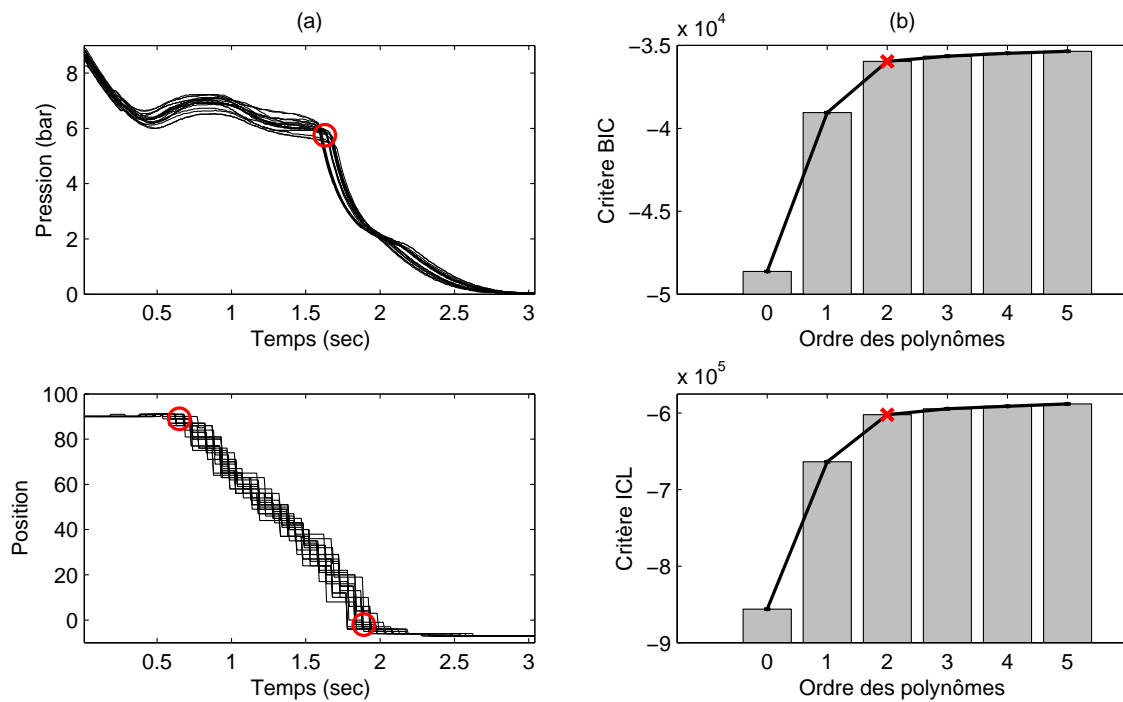 (a)
8
6
4
2
0
Pression (bar)
0.5 1 1.5 2 2.5 3
Temps (sec)
(b)
x 10^4
−3.5
−4
−4.5
−5
Critère BIC
0 1 2 3 4 5
Ordre des polynômes
100
80
60
40
20
0
Position
0.5 1 1.5 2 2.5 3
Temps (sec)
x 10^5
−6
−7
−8
−9
Critère ICL
0 1 2 3 4 5
Ordre des polynômes